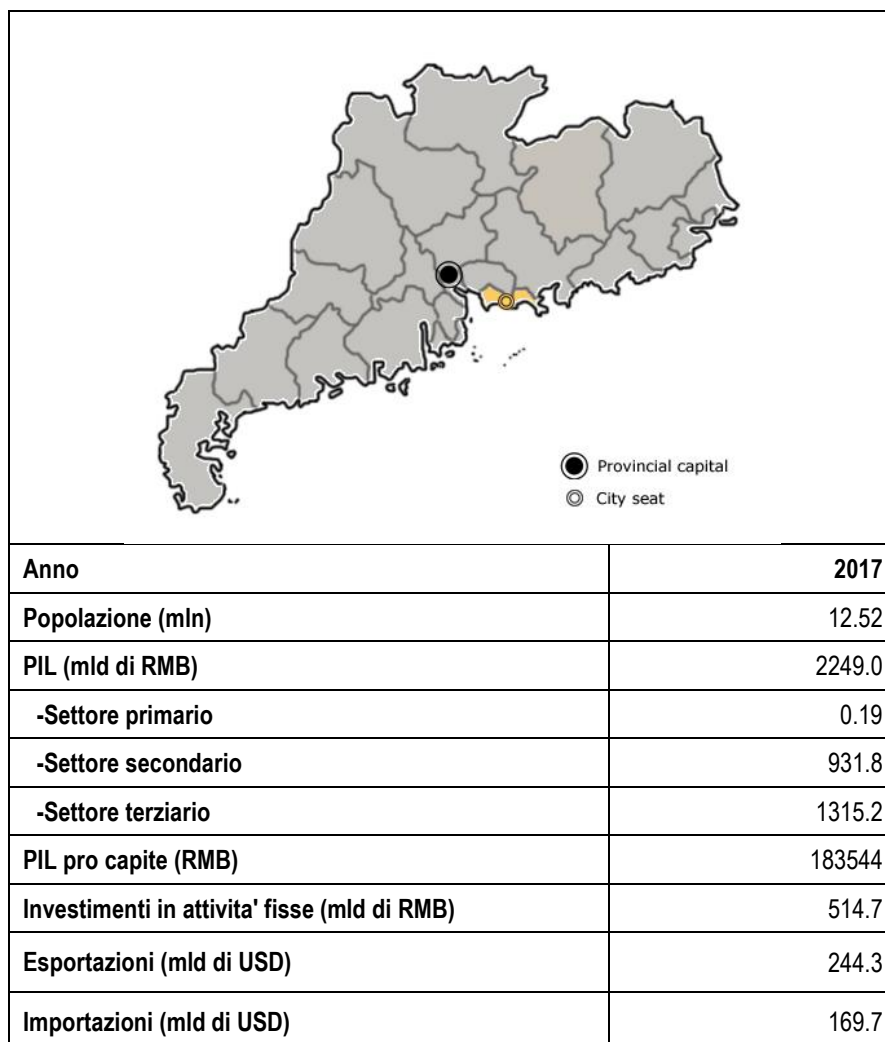 Provincial capital
City seat
Anno 2017
Popolazione (mln) 12.52
PIL (mld di RMB) 2249.0
-Settore primario 0.19
-Settore secondario 931.8
-Settore terziario 1315.2
PIL pro capite (RMB) 183544
Investimenti in attivita' fisse (mld di RMB) 514.7
Esportazioni (mld di USD) 244.3
Importazioni (mld di USD) 169.7